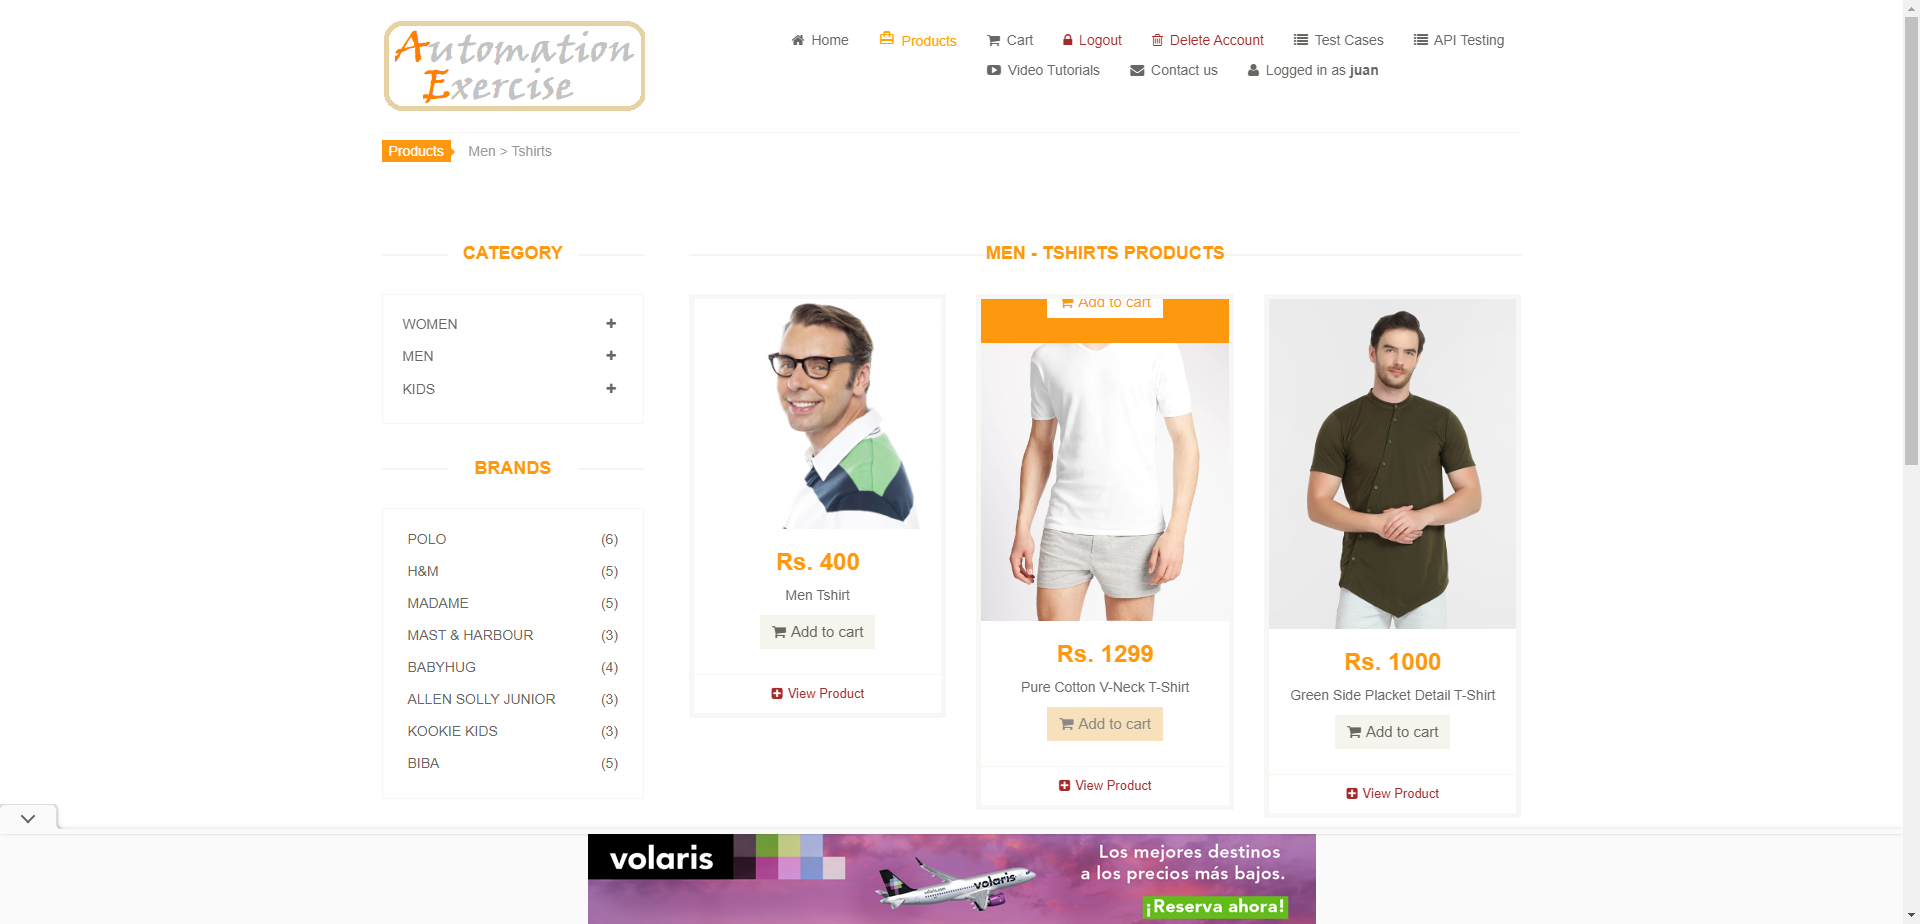 Automation
Exercise
Home
Products
Cart
Logout
Delete Account
Test Cases
API Testing
Video Tutorials
Contact us
Logged in as juan
Products
Men > Tshirts
CATEGORY
WOMEN
MEN
KIDS
BRANDS
POLO (6)
H&M (5)
MADAME (5)
MAST & HARBOUR (3)
BABYHUG (4)
ALLEN SOLLY JUNIOR (3)
KOOKIE KIDS (3)
BIBA (5)
MEN - TSHIRTS PRODUCTS
Rs. 400
Men Tshirt
Add to cart
View Product
Add to cart
Rs. 1299
Pure Cotton V-Neck T-Shirt
Add to cart
View Product
Rs. 1000
Green Side Placket Detail T-Shirt
Add to cart
View Product
volaris
volaris
Los mejores destinos
a los precios más bajos.
¡Reserva ahora!